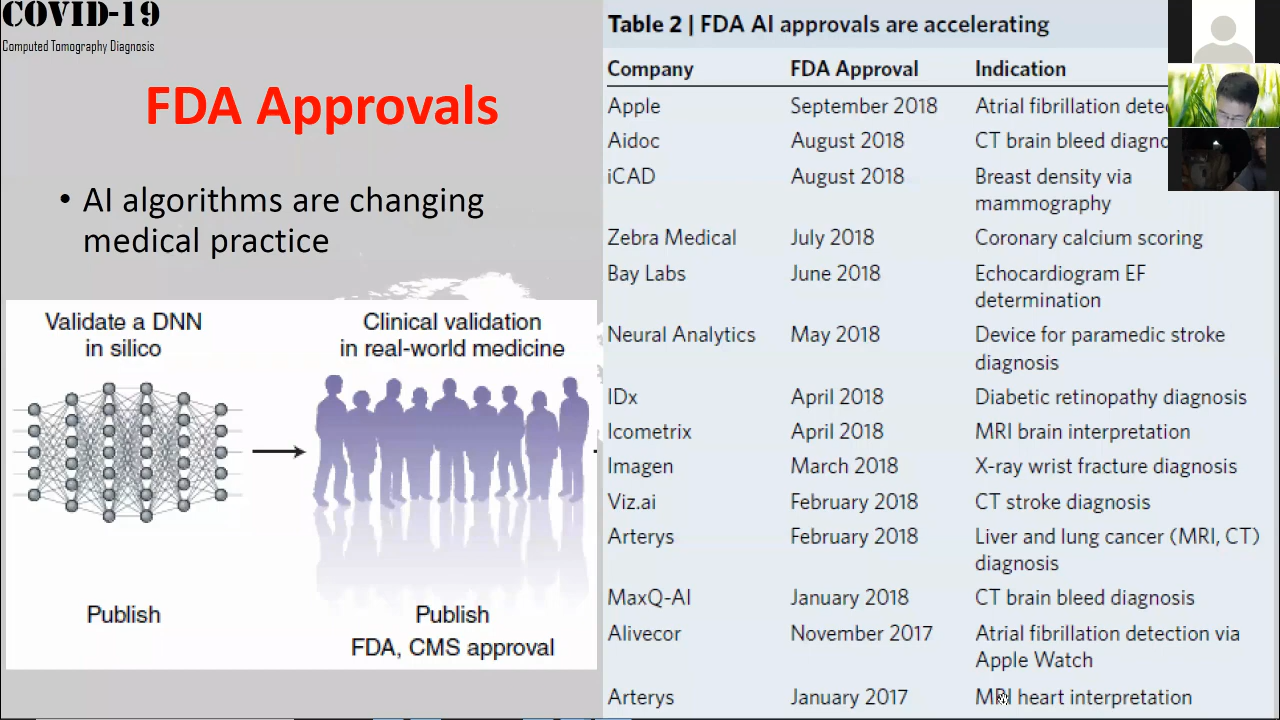 COVID-19
Computed Tomography Diagnosis
FDA Approvals
• AI algorithms are changing
medical practice
Validate a DNN
in silico
Publish
Clinical validation
in real-world medicine
Publish
FDA, CMS approval
Table 2 | FDA AI approvals are accelerating
Company FDA Approval Indication
Apple September 2018 Atrial fibrillation
Aidoc August 2018 CT brain bleed
iCAD August 2018 Breast density via
mammography
Zebra Medical July 2018 Coronary calcium scoring
Bay Labs June 2018 Echocardiogram EF
determination
Neural Analytics May 2018 Device for paramedic stroke
diagnosis
IDx April 2018 Diabetic retinopathy diagnosis
Icometrix April 2018 MRI brain interpretation
Imagen March 2018 X-ray wrist fracture diagnosis
Viz.ai February 2018 CT stroke diagnosis
Arterys February 2018 Liver and lung cancer (MRI, CT)
diagnosis
MaxQ-AI January 2018 CT brain bleed diagnosis
Alivecor November 2017 Atrial fibrillation detection via
Apple Watch
Arterys January 2017 MRI heart interpretation